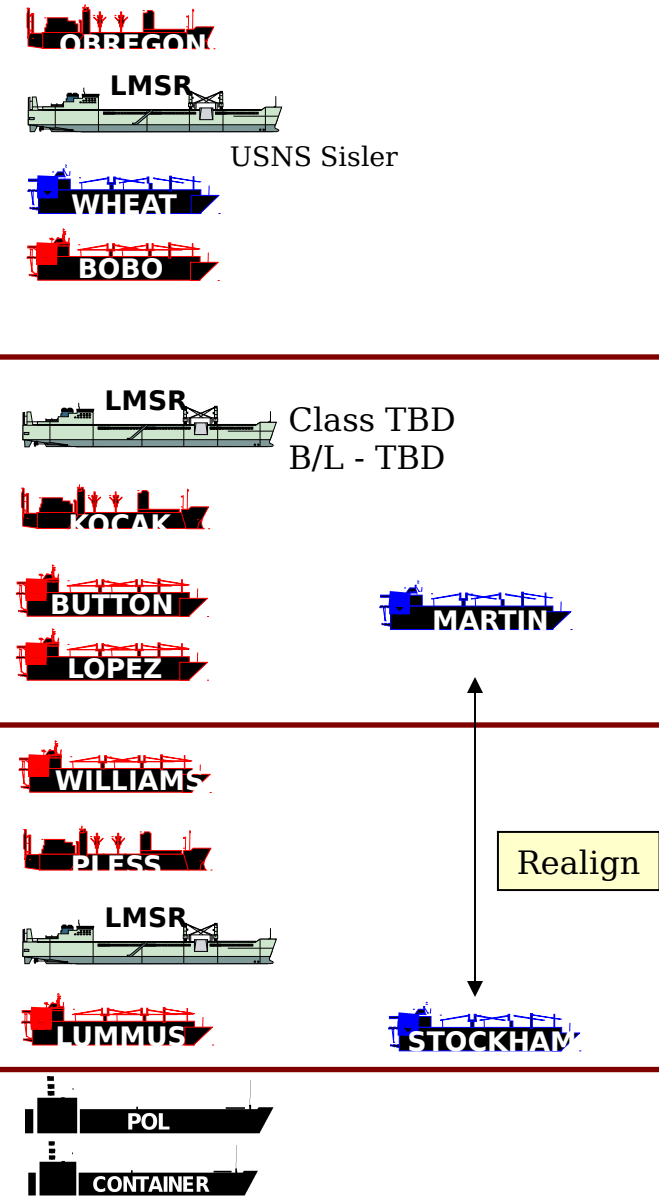 OBREGON
LMSR
USNS Sisler
WHEAT
BOBO
LMSR
Class TBD
B/L - TBD
KOCAK
BUTTON
MARTIN
LOPEZ
WILLIAMS
Realign
PLESS
LMSR
LUMMUS
STOCKHAM
POL
CONTAINER